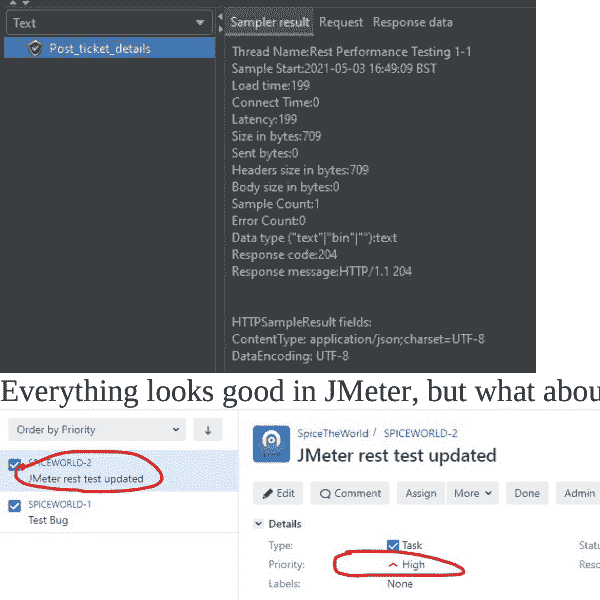 Text
Post_ticket_details
Sampler result Request Response data
Thread Name:Rest Performance Testing 1-1
Sample Start:2021-05-03 16:49:09 BST
Load time:199
Connect Time:0
Latency:199
Size in bytes:709
Sent bytes:0
Headers size in bytes:709
Body size in bytes:0
Sample Count:1
Error Count:0
Data type ("text"|"bin"|""):text
Response code:204
Response message:HTTP/1.1 204
HTTPSampleResult fields:
ContentType: application/json;charset=UTF-8
DataEncoding: UTF-8
Everything looks good in JMeter, but what abou
Order by Priority
SPICEWORLD-2
JMeter rest test updated
SPICEWORLD-1
Test Bug
SpiceTheWorld / SPICEWORLD-2
JMeter rest test updated
Edit Comment Assign More Done Admin
Details
Type: Task Statu
Priority: High Reso
Labels: None